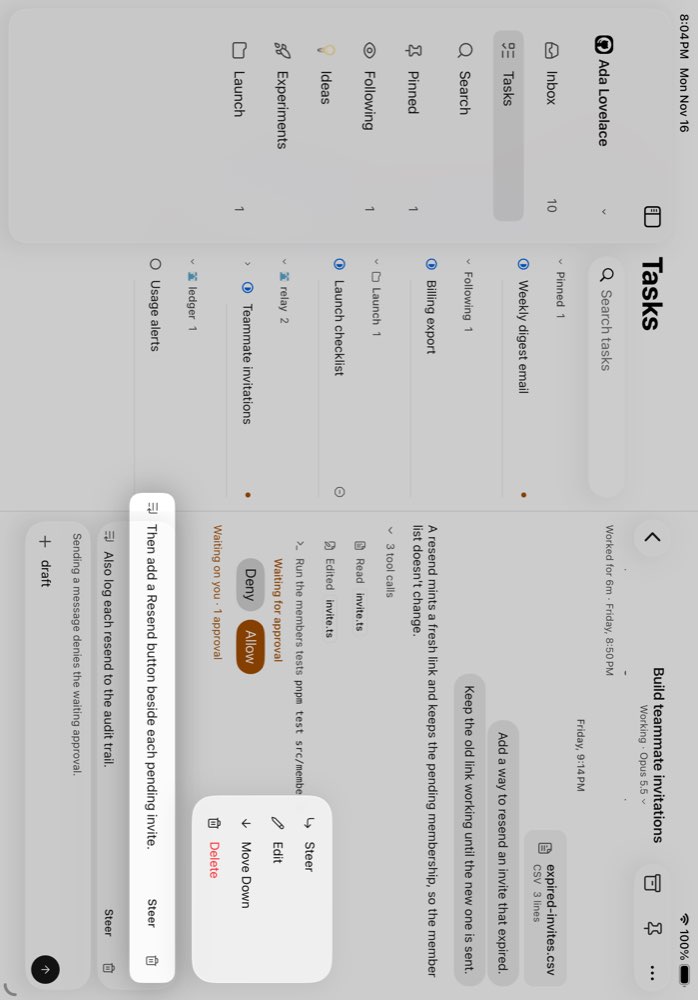 8:04 PM Mon Nov 16
100%
Ada Lovelace
Inbox 10
Tasks
Search
Pinned 1
Following 1
Ideas
Experiments
Launch 1
Tasks
Search tasks
Pinned 1
Weekly digest email
Following 1
Billing export
Launch 1
Launch checklist
relay 2
Teammate invitations
ledger 1
Usage alerts
Build teammate invitations
Working · Opus 5.5
Worked for 6m · Friday, 8:50 PM
Friday, 9:14 PM
expired-invites.csv
CSV 3 lines
Add a way to resend an invite that expired.
Keep the old link working until the new one is sent.
A resend mints a fresh link and keeps the pending membership, so the member
list doesn't change.
3 tool calls
Read invite.ts
Edited invite.ts
Run the members tests pnpm test src/membe
Waiting for approval
Deny Allow
Waiting on you · 1 approval
Steer
Edit
Move Down
Delete
Then add a Resend button beside each pending invite. Steer
Also log each resend to the audit trail. Steer
Sending a message denies the waiting approval.
draft